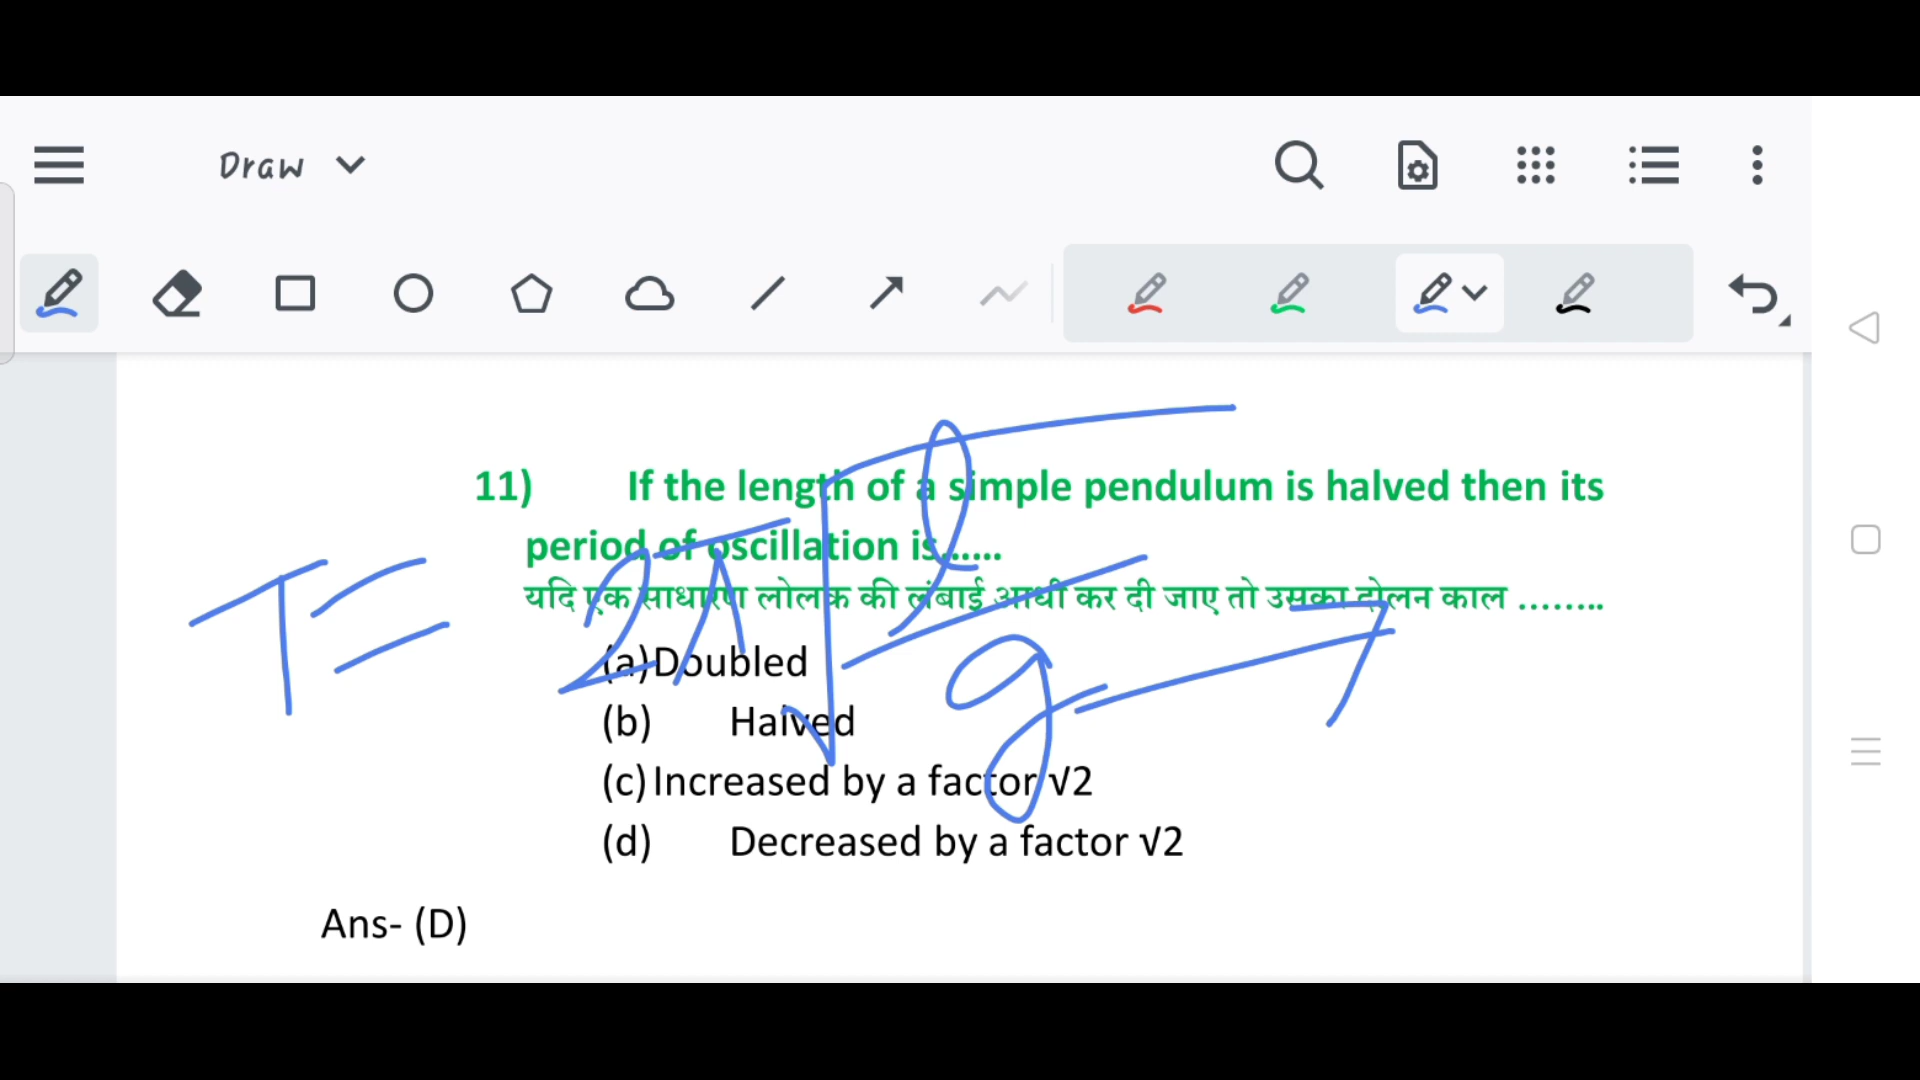 Draw
11) If the length of a simple pendulum is halved then its
period of oscillation is......
यदि एक साधारण लोलक की लंबाई आधी कर दी जाए तो उसका दोलन काल ........
(a) Doubled
(b) Halved
(c) Increased by a factor √2
(d) Decreased by a factor √2
Ans- (D)
T= 2π√l/g